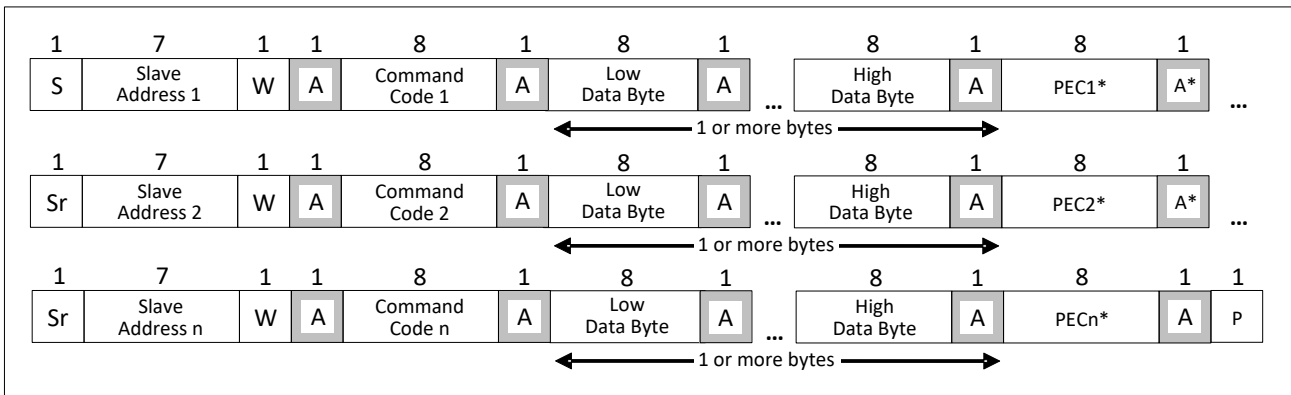 1 7 1 1 8 1 8 1 8 1 8 1
S Slave Address 1 W A Command Code 1 A Low Data Byte A ... High Data Byte A PEC1* A* ...
1 or more bytes
1 7 1 1 8 1 8 1 8 1 8 1
Sr Slave Address 2 W A Command Code 2 A Low Data Byte A ... High Data Byte A PEC2* A* ...
1 or more bytes
1 7 1 1 8 1 8 1 8 1 8 1 1
Sr Slave Address n W A Command Code n A Low Data Byte A ... High Data Byte A PECn* A P
1 or more bytes